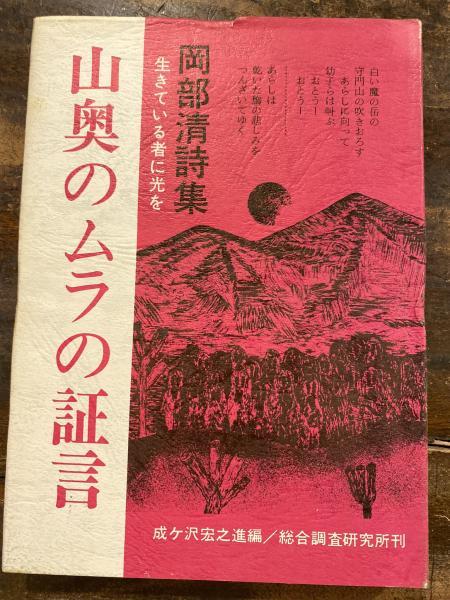 白い魔の岳の
守門山の吹きおろす
あらしに向って
幼子らは叫ぶ
おとうー
おとうー
…………
あらしは
乾いた胸の悲しみを
つんざいてゆく
岡部清詩集
生きている者に光を
山奥のムラの証言
成ケ沢宏之進編／総合調査研究所刊